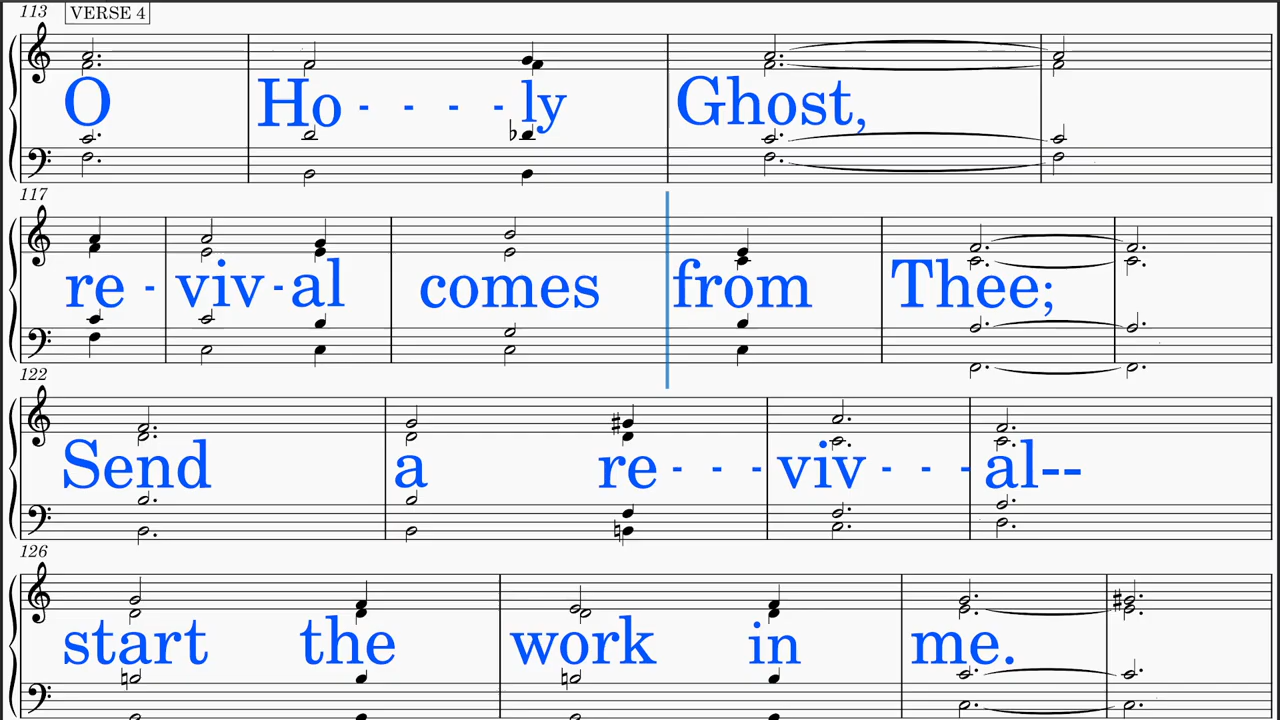 113 VERSE 4
O Ho - - - - ly Ghost,
117
re - viv - al comes from Thee;
122
Send a re - - - viv - - - al--
126
start the work in me.